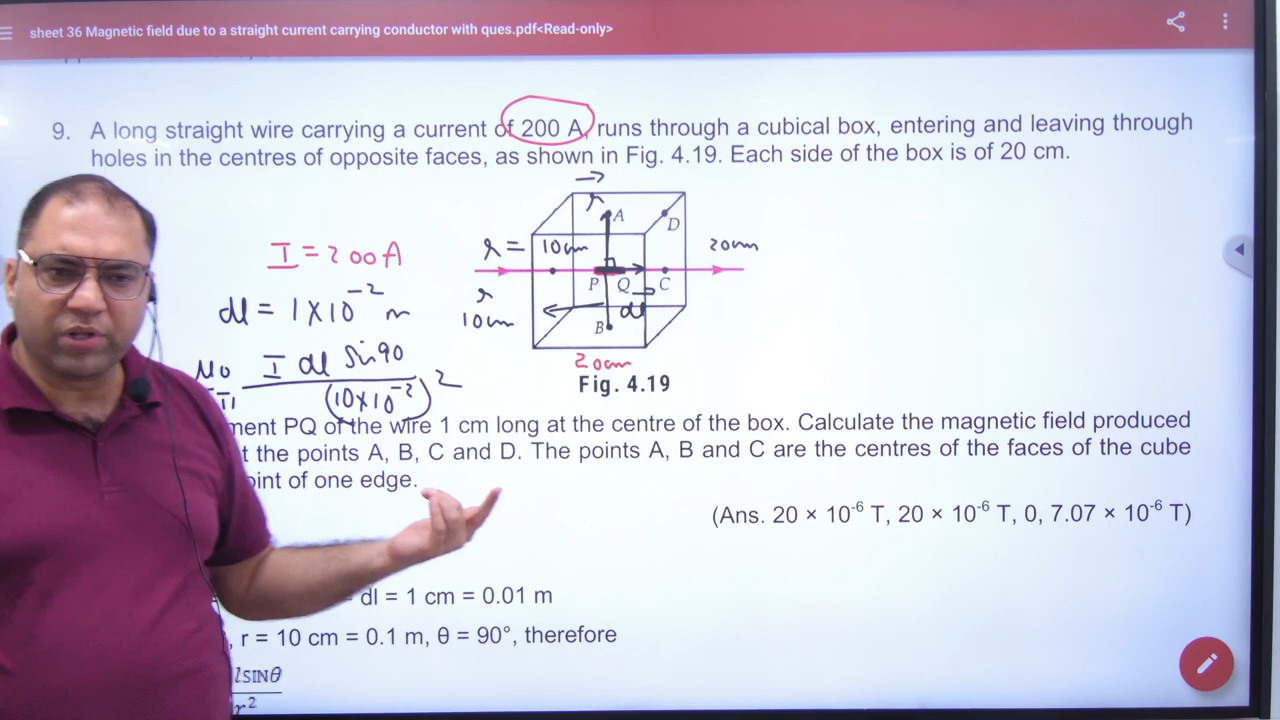 sheet 36 Magnetic field due to a straight current carrying conductor with ques.pdf<Read-only>
9. A long straight wire carrying a current of 200 A, runs through a cubical box, entering and leaving through
holes in the centres of opposite faces, as shown in Fig. 4.19. Each side of the box is of 20 cm.
I = 200A
dl = 1 × 10⁻² m
μ₀ I dl Sin90
(10×10⁻²)²
r = 10cm
r
10cm
r
A
D
20cm
P Q C
dl
B
20cm
Fig. 4.19
ment PQ of the wire 1 cm long at the centre of the box. Calculate the magnetic field produced
t the points A, B, C and D. The points A, B and C are the centres of the faces of the cube
oint of one edge.
(Ans. 20 × 10⁻⁶ T, 20 × 10⁻⁶ T, 0, 7.07 × 10⁻⁶ T)
dl = 1 cm = 0.01 m
, r = 10 cm = 0.1 m, θ = 90°, therefore
lSINθ
r²